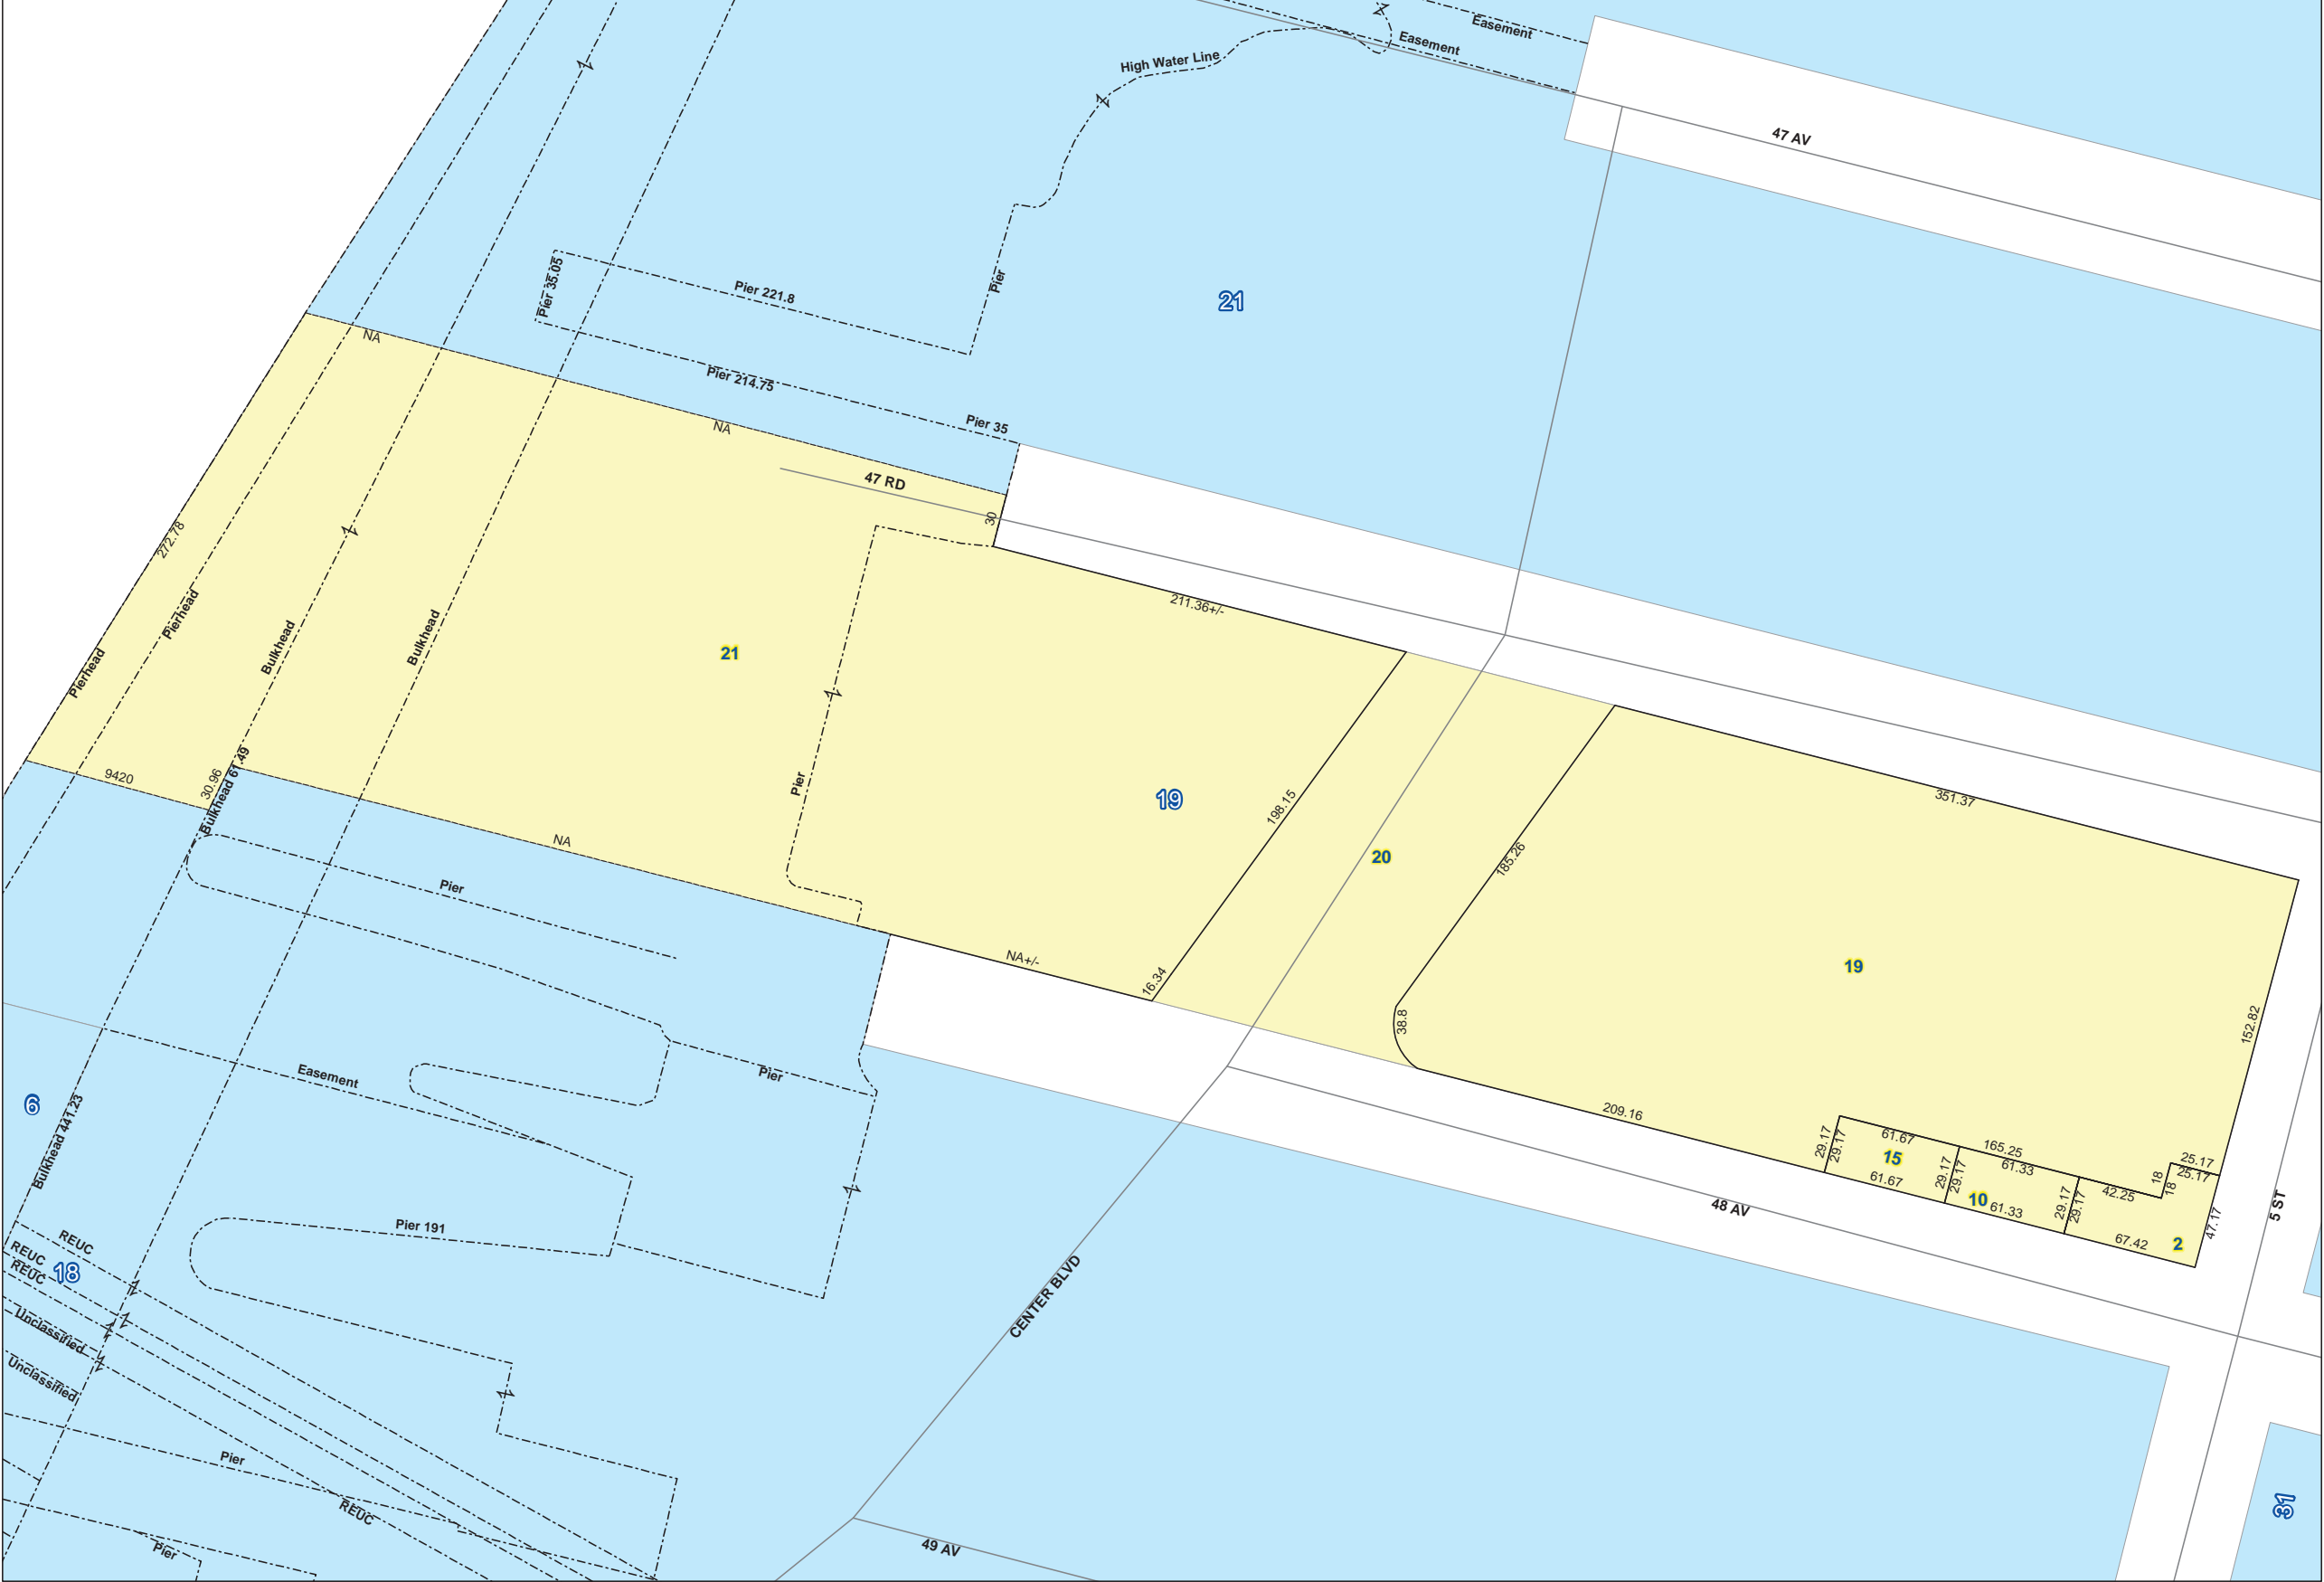 Easement
Easement
High Water Line
47 AV
Pier 35.05
Pier 221.8
Pier
21
NA
Pier 214.75
Pier 35
NA
47 RD
30
272.78
Pierhead
Pierhead
Bulkhead
Bulkhead
211.36+/-
21
9420
30.96
Bulkhead 61.49
NA
Pier
19
198.15
20
185.26
351.37
19
Pier
NA+/-
16.34
38.8
152.82
Easement
Pier
6
Bulkhead 441.23
209.16
29.17
29.17
61.67
15
61.67
165.25
29.17
29.17
61.33
10
61.33
29.17
29.17
42.25
18
18
25.17
25.17
47.17
67.42
2
48 AV
5 ST
Pier 191
REUC
REUC
REUC
18
Unclassified
Unclassified
CENTER BLVD
Pier
REUC
Pier
49 AV
31